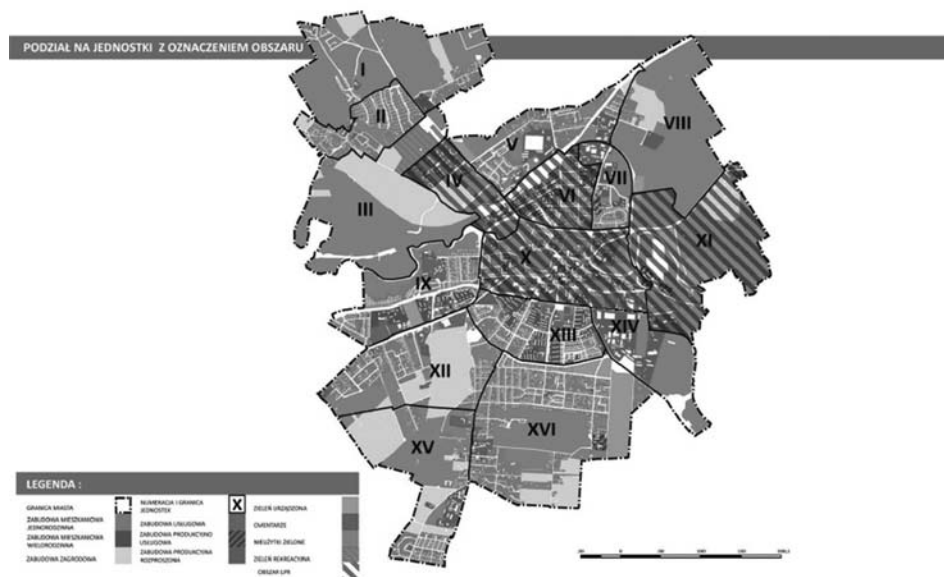 PODZIAŁ NA JEDNOSTKI Z OZNACZENIEM OBSZARU
I
II
VIII
V
VII
IV
VI
III
XI
X
IX
XIV
XIII
XII
XVI
XV
LEGENDA :
GRANICA MIASTA
ZABUDOWA MIESZKANIOWA
JEDNORODZINNA
ZABUDOWA MIESZKANIOWA
WIELORODZINNA
ZABUDOWA ZAGRODOWA
NUMERACJA I GRANICA
JEDNOSTEK
ZABUDOWA USŁUGOWA
ZABUDOWA PRODUKCYJNO
USŁUGOWA
ZABUDOWA PRODUKCYJNA
ROZPROSZONA
X
ZIELEŃ URZĄDZONA
CMENTARZE
NIEUŻYTKI ZIELONE
ZIELEŃ REKREACYJNA
OBSZAR LPR